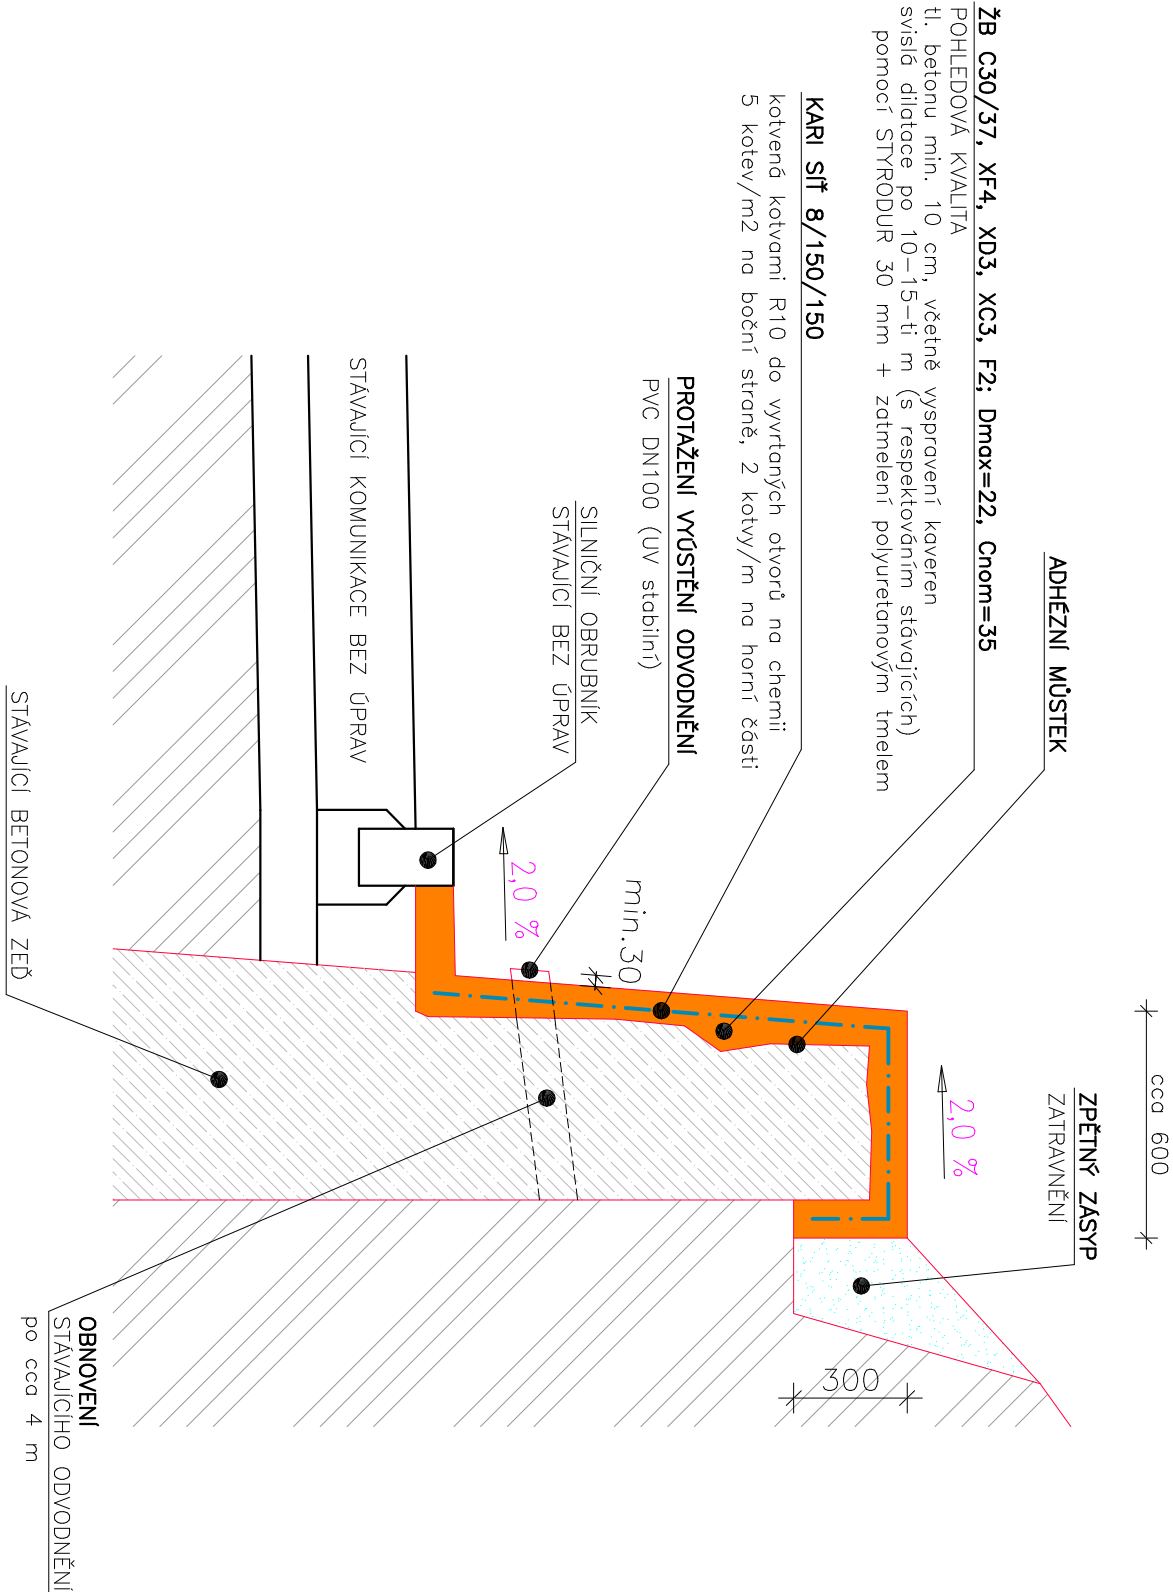 ŽB C30/37, XF4, XD3, XC3, F2; Dmax=22, Cnom=35
POHLEDOVÁ KVALITA
tl. betonu min. 10 cm, včetně vyspravení kaveren
svislá dilatace po 10-15-ti m (s respektováním stávajících)
pomocí STYRODUR 30 mm + zatmelení polyuretanovým tmelem
KARI SÍŤ 8/150/150
kotvená kotvami R10 do vyvrtaných otvorů na chemii
5 kotev/m2 na boční straně, 2 kotvy/m na horní části
ADHÉZNÍ MŮSTEK
PROTAŽENÍ VYÚSTĚNÍ ODVODNĚNÍ
PVC DN100 (UV stabilní)
SILNIČNÍ OBRUBNÍK
STÁVAJÍCÍ BEZ ÚPRAV
STÁVAJÍCÍ KOMUNIKACE BEZ ÚPRAV
STÁVAJÍCÍ BETONOVÁ ZEĎ
2,0 %
min.30
2,0 %
cca 600
ZPĚTNÝ ZÁSYP
ZATRAVNĚNÍ
300
OBNOVENÍ
STÁVAJÍCÍHO ODVODNĚNÍ
po cca 4 m